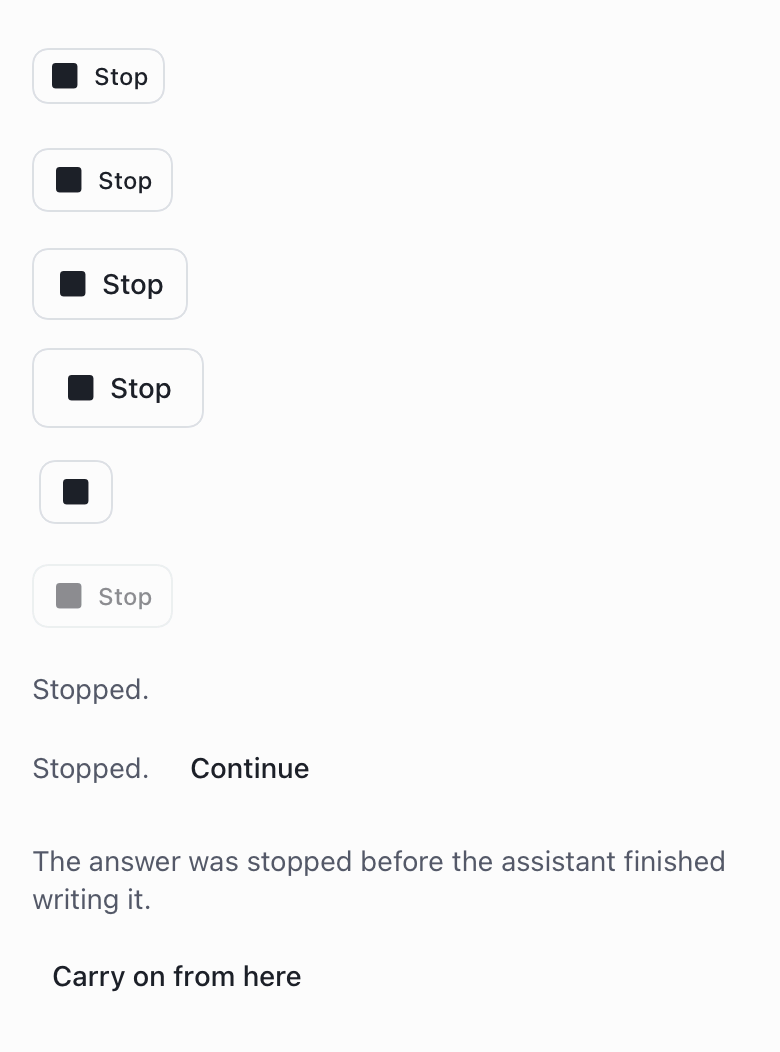 Stop
Stop
Stop
Stop
Stop
Stopped.
Stopped. Continue
The answer was stopped before the assistant finished
writing it.
Carry on from here